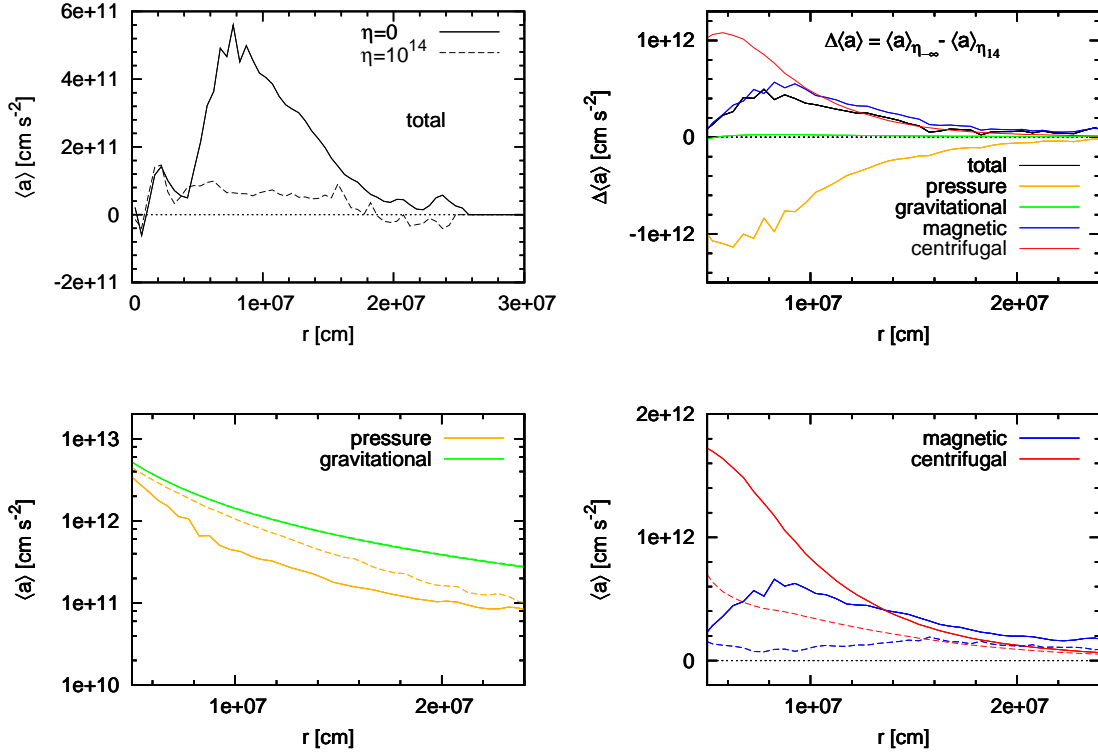 6e+11
4e+11
2e+11
0
-2e+11
⟨a⟩ [cm s⁻²]
η=0
η=10¹⁴
total
0
1e+07
2e+07
3e+07
r [cm]
1e+12
0
-1e+12
Δ⟨a⟩ [cm s⁻²]
Δ⟨a⟩ = ⟨a⟩η₋∞- ⟨a⟩η₁₄
total
pressure
gravitational
magnetic
centrifugal
1e+07
2e+07
r [cm]
1e+13
1e+12
1e+11
1e+10
⟨a⟩ [cm s⁻²]
pressure
gravitational
1e+07
2e+07
r [cm]
2e+12
1e+12
0
⟨a⟩ [cm s⁻²]
magnetic
centrifugal
1e+07
2e+07
r [cm]